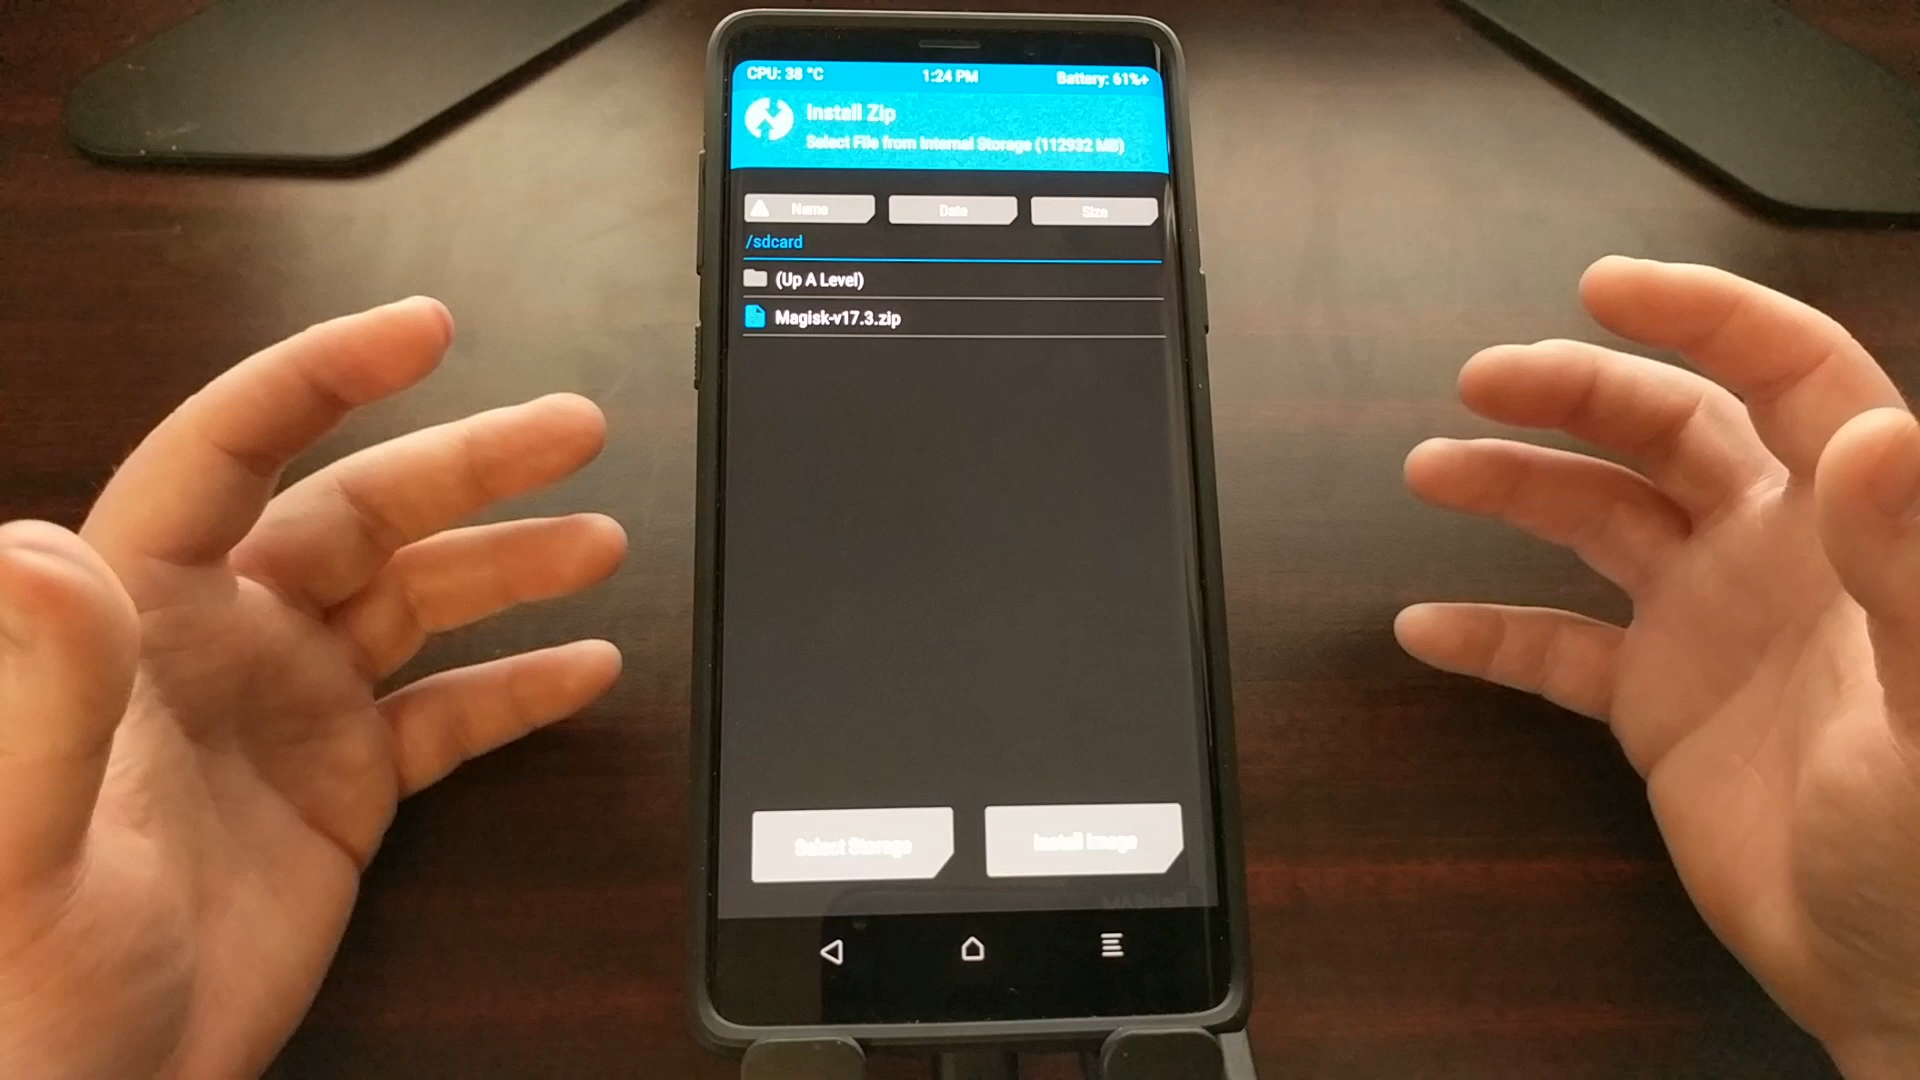 CPU: 38 °C 1:24 PM Battery: 61%+
Install Zip
Select File from Internal Storage (112932 MB)
Name Date Size
/sdcard
(Up A Level)
Magisk-v17.3.zip
Select Storage Install Image